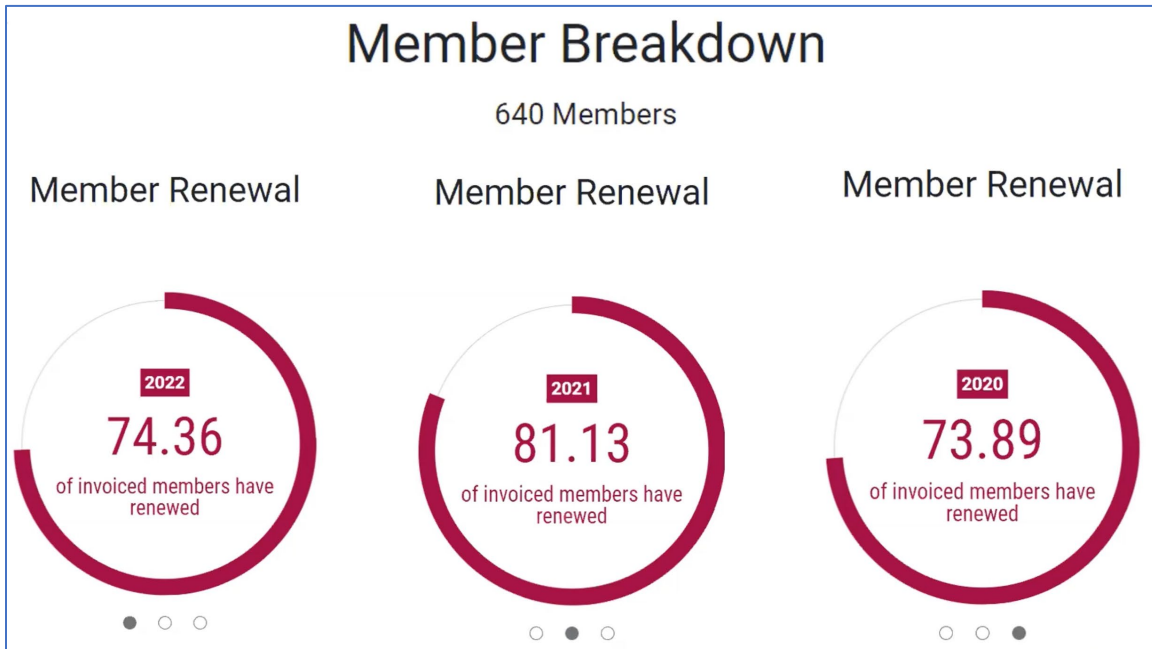 Member Breakdown
640 Members
Member Renewal
2022
74.36
of invoiced members have
renewed
Member Renewal
2021
81.13
of invoiced members have
renewed
Member Renewal
2020
73.89
of invoiced members have
renewed